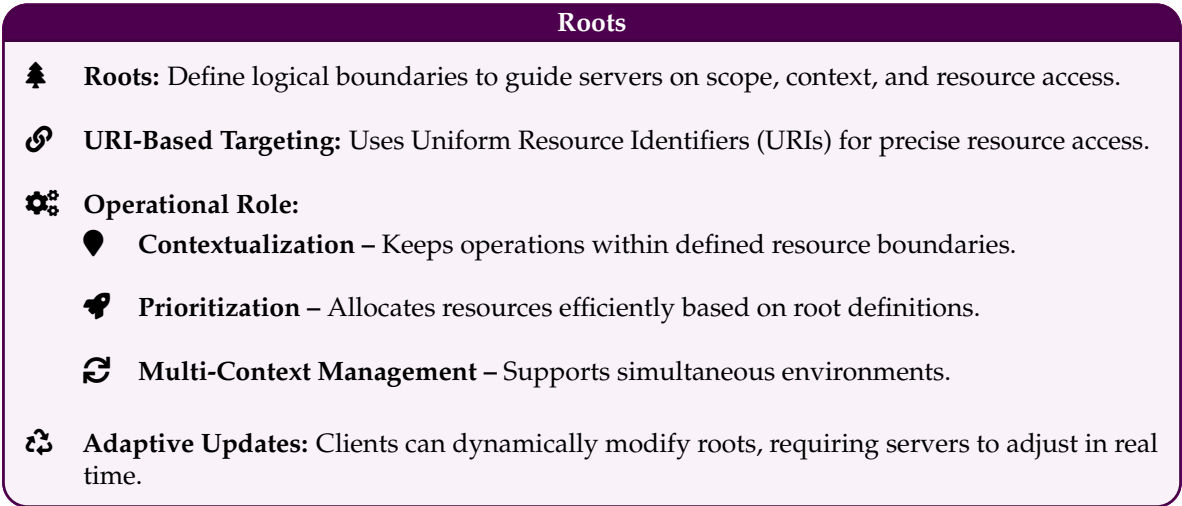 Roots
Roots: Define logical boundaries to guide servers on scope, context, and resource access.
URI-Based Targeting: Uses Uniform Resource Identifiers (URIs) for precise resource access.
Operational Role:
Contextualization – Keeps operations within defined resource boundaries.
Prioritization – Allocates resources efficiently based on root definitions.
Multi-Context Management – Supports simultaneous environments.
Adaptive Updates: Clients can dynamically modify roots, requiring servers to adjust in real
time.